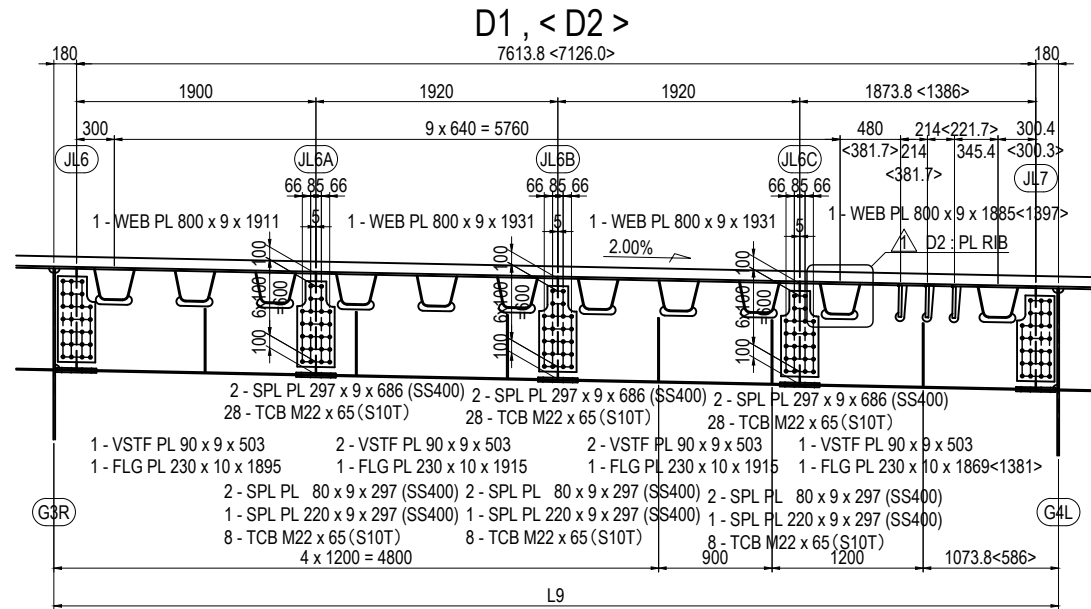 D1 , < D2 >
180
7613.8 <7126.0>
180
1900
1920
1920
1873.8 <1386>
300
9 x 640 = 5760
480
214<221.7>
300.4
<381.7>
214
345.4
<300.3>
<381.7>
JL6
JL6A
JL6B
JL6C
JL7
66 85 66
66 85 66
66 85 66
5
5
5
1 - WEB PL 800 x 9 x 1911
1 - WEB PL 800 x 9 x 1931
1 - WEB PL 800 x 9 x 1931
1 - WEB PL 800 x 9 x 1885<1397>
2.00%
1
D2 : PL RIB
100
6x100
=600
100
100
6x100
=600
100
100
6x100
=600
100
2 - SPL PL 297 x 9 x 686 (SS400)
28 - TCB M22 x 65 (S10T)
2 - SPL PL 297 x 9 x 686 (SS400)
28 - TCB M22 x 65 (S10T)
2 - SPL PL 297 x 9 x 686 (SS400)
28 - TCB M22 x 65 (S10T)
1 - VSTF PL 90 x 9 x 503
1 - FLG PL 230 x 10 x 1895
2 - VSTF PL 90 x 9 x 503
1 - FLG PL 230 x 10 x 1915
2 - VSTF PL 90 x 9 x 503
1 - FLG PL 230 x 10 x 1915
1 - VSTF PL 90 x 9 x 503
1 - FLG PL 230 x 10 x 1869<1381>
2 - SPL PL 80 x 9 x 297 (SS400)
1 - SPL PL 220 x 9 x 297 (SS400)
8 - TCB M22 x 65 (S10T)
2 - SPL PL 80 x 9 x 297 (SS400)
1 - SPL PL 220 x 9 x 297 (SS400)
8 - TCB M22 x 65 (S10T)
2 - SPL PL 80 x 9 x 297 (SS400)
1 - SPL PL 220 x 9 x 297 (SS400)
8 - TCB M22 x 65 (S10T)
G3R
G4L
4 x 1200 = 4800
900
1200
1073.8<586>
L9